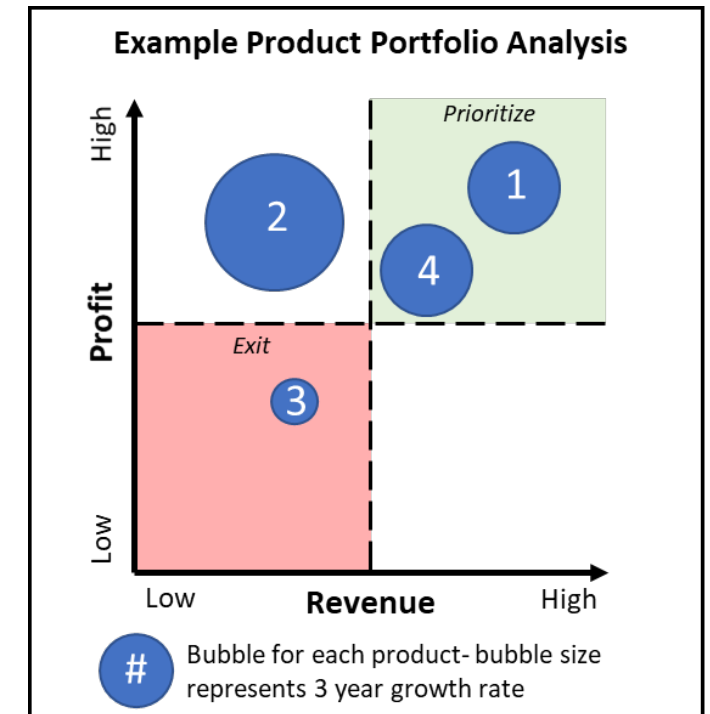 Example Product Portfolio Analysis
High
Prioritize
1
2
4
Profit
Exit
3
Low
Low
Revenue
High
#
Bubble for each product- bubble size
represents 3 year growth rate